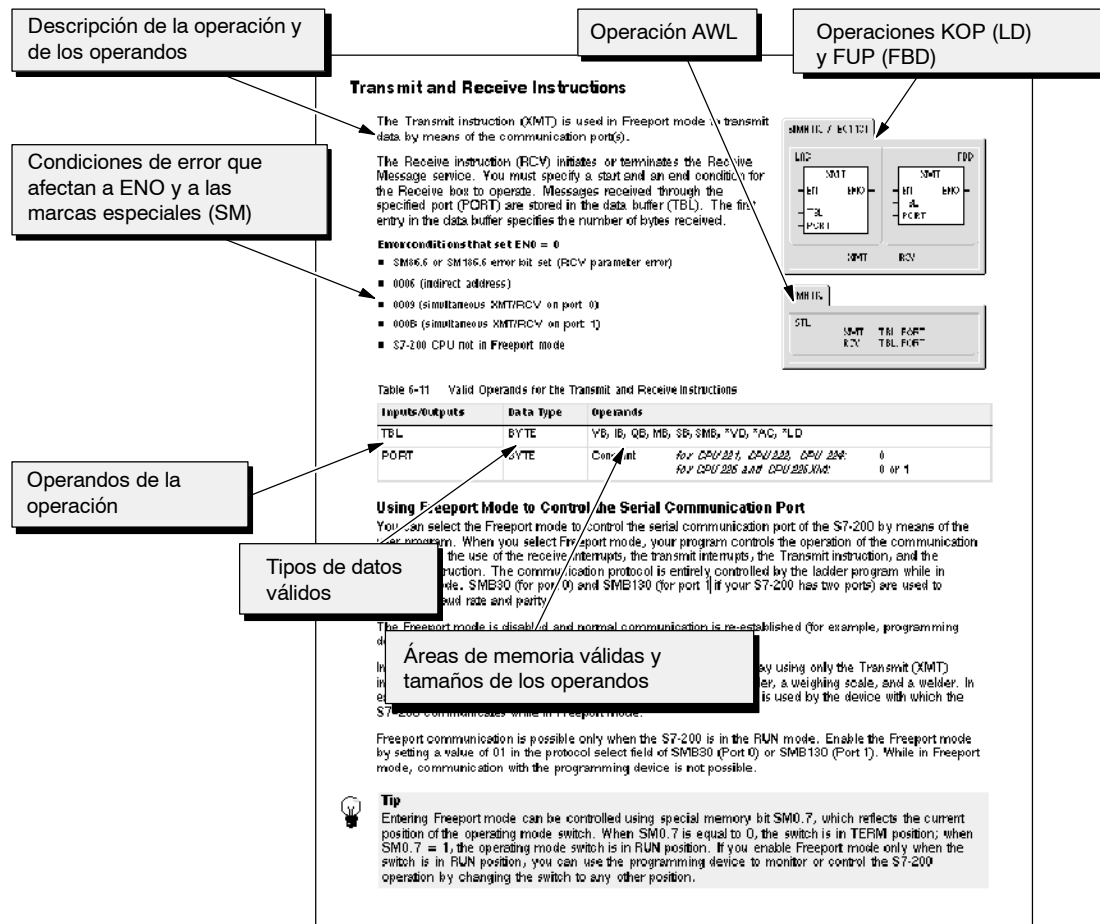 Descripción de la operación y
de los operandos
Operación AWL
Operaciones KOP (LD)
y FUP (FBD)
Transmit and Receive Instructions
The Transmit instruction (XMT) is used in Freeport mode to transmit
data by means of the communication port(s).
Condiciones de error que
afectan a ENO y a las
marcas especiales (SM)
The Receive instruction (RCV) initiates or terminates the Receive
Message service. You must specify a start and an end condition for
the Receive box to operate. Messages received through the
specified port (PORT) are stored in the data buffer (TBL). The first
entry in the data buffer specifies the number of bytes received.
Error conditions that set ENO = 0
■ SM86.6 or SM186.6 error bit set (RCV parameter error)
■ 0006 (indirect address)
■ 0009 (simultaneous XMT/RCV on port 0)
■ 000B (simultaneous XMT/RCV on port 1)
■ S7-200 CPU not in Freeport mode
LAD FBD
XMT XMT
EN ENO EN ENO
TBL TBL
PORT PORT
XMT RCV
STL
XMT TBL, PORT
RCV TBL, PORT
Table 6-11 Valid Operands for the Transmit and Receive Instructions
Inputs/Outputs Data Type Operands
TBL BYTE VB, IB, QB, MB, SB, SMB, *VD, *AC, *LD
PORT BYTE Constant for CPU 221, CPU 222, CPU 224: 0
for CPU 226 and CPU 226XM: 0 or 1
Operandos de la
operación
Using Freeport Mode to Control the Serial Communication Port
You can select the Freeport mode to control the serial communication port of the S7-200 by means of the
user program. When you select Freeport mode, your program controls the operation of the communication
the use of the receive interrupts, the transmit interrupts, the Transmit instruction, and the
The communication protocol is entirely controlled by the ladder program while in
SMB30 (for port 0) and SMB130 (for port 1 if your S7-200 has two ports) are used to
baud rate and parity
Tipos de datos
válidos
The Freeport mode is disabled and normal communication is re-established (for example, programming
Áreas de memoria válidas y
tamaños de los operandos
using only the Transmit (XMT)
a weighing scale, and a welder. In
is used by the device with which the
S7-200 communicates while in Freeport mode.
Freeport communication is possible only when the S7-200 is in the RUN mode. Enable the Freeport mode
by setting a value of 01 in the protocol select field of SMB30 (Port 0) or SMB130 (Port 1). While in Freeport
mode, communication with the programming device is not possible.
Tip
Entering Freeport mode can be controlled using special memory bit SM0.7, which reflects the current
position of the operating mode switch. When SM0.7 is equal to 0, the switch is in TERM position; when
SM0.7 = 1, the operating mode switch is in RUN position. If you enable Freeport mode only when the
switch is in RUN position, you can use the programming device to monitor or control the S7-200
operation by changing the switch to any other position.